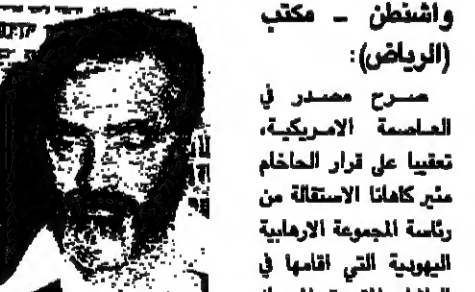 واشنطن – مكتب
(الرياض):
صرح مصدر في
العاصمة الامريكية،
تعقيبا على قرار الحاخام
مئير كاهانا الاستقالة من
رئاسة المجموعة الارهابية
اليهودية التي اقامها في